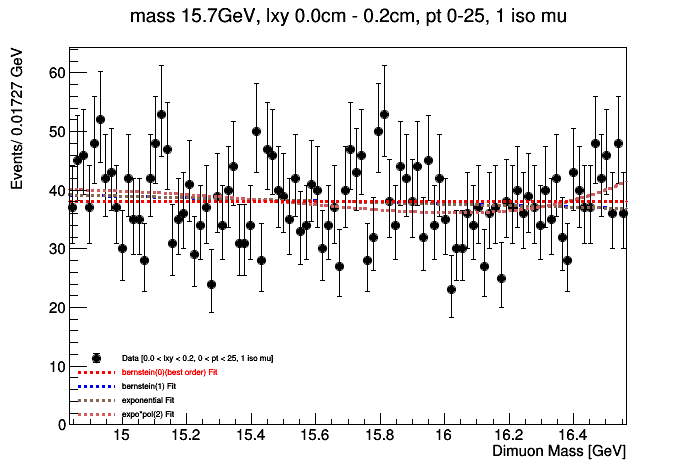 mass 15.7GeV, lxy 0.0cm - 0.2cm, pt 0-25, 1 iso mu
Events/ 0.01727 GeV
60
50
40
30
20
10
0
Data [0.0 < lxy < 0.2, 0 < pt < 25, 1 iso mu]
bernstein(0)(best order) Fit
bernstein(1) Fit
exponential Fit
expo*pol(2) Fit
15 15.2 15.4 15.6 15.8 16 16.2 16.4
Dimuon Mass [GeV]